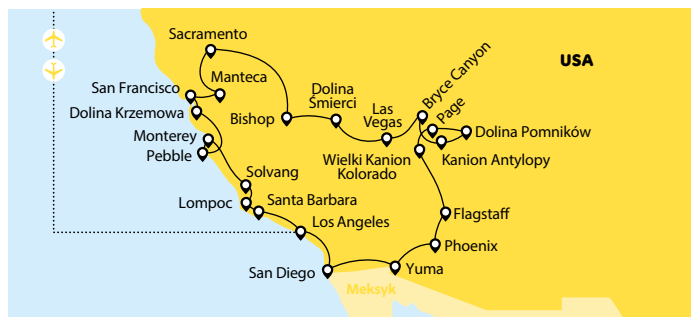 Sacramento
USA
San Francisco
Manteca
Dolina
Śmierci
Las
Vegas
Bryce Canyon
Page
Dolina Krzemowa
Bishop
Dolina Pomników
Monterey
Pebble
Wielki Kanion
Kolorado
Kanion Antylopy
Solvang
Lompoc
Santa Barbara
Los Angeles
Flagstaff
Phoenix
San Diego
Yuma
Meksyk